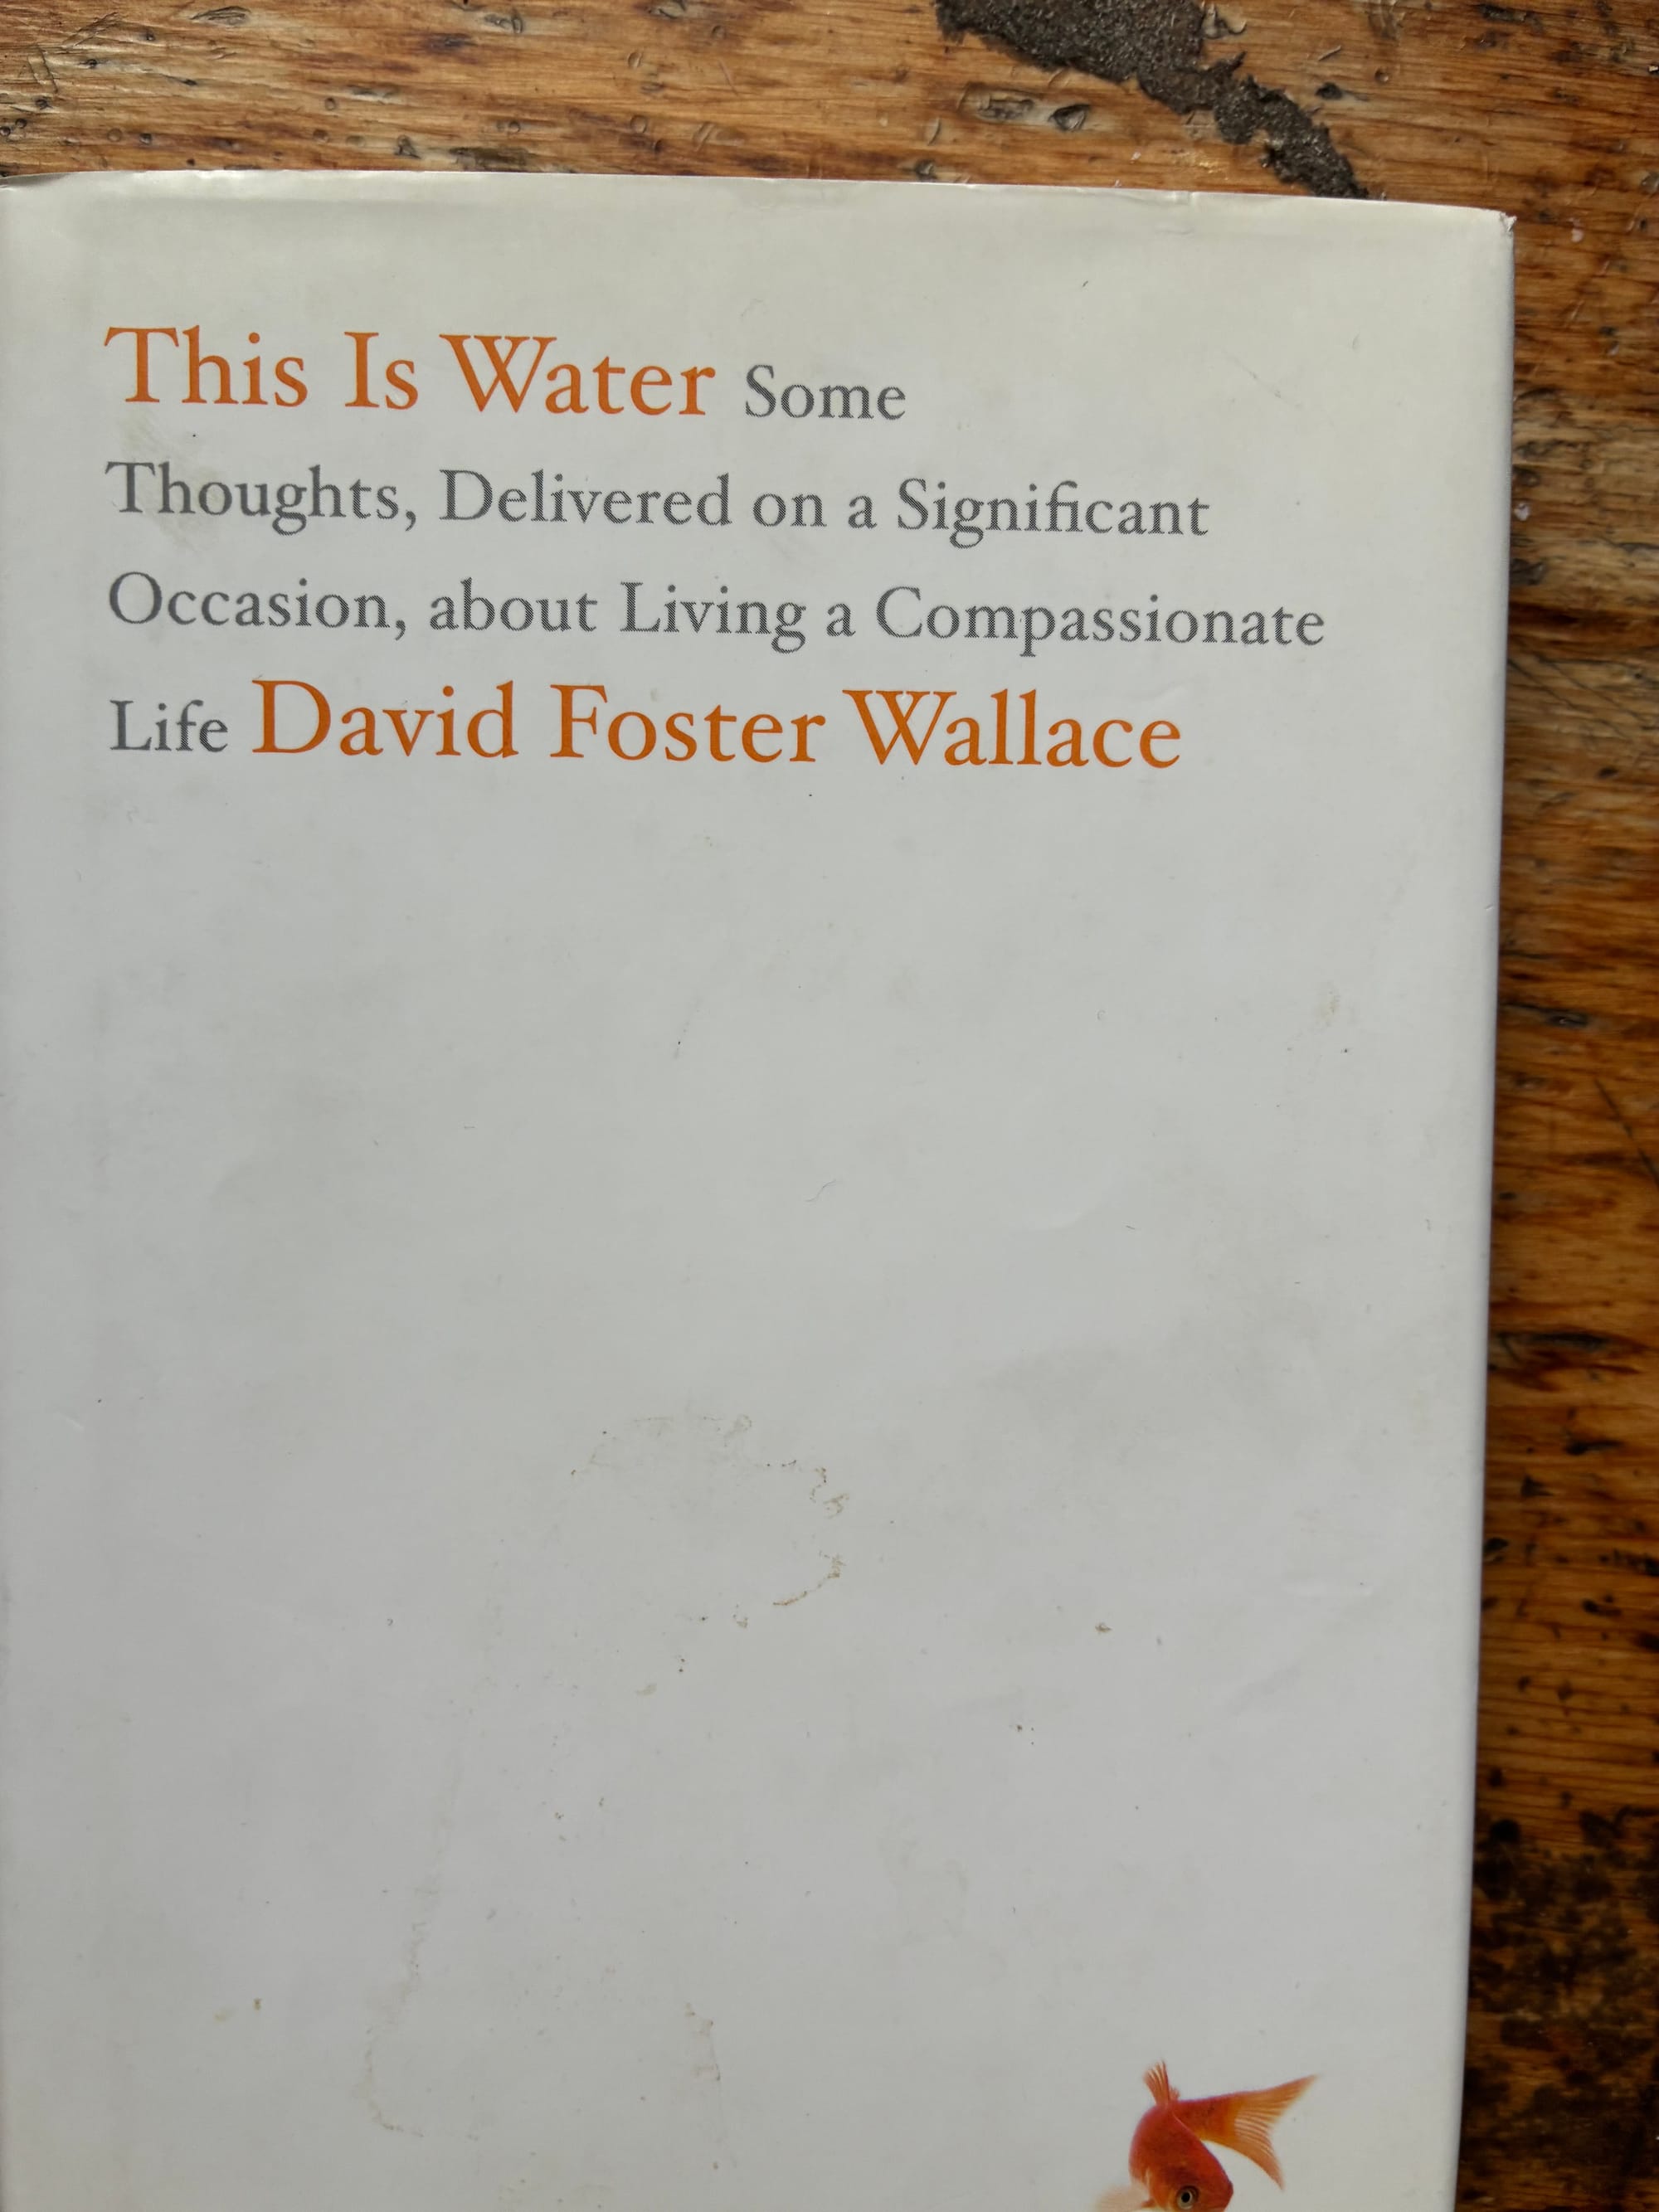 This Is Water Some
Thoughts, Delivered on a Significant
Occasion, about Living a Compassionate
Life David Foster Wallace